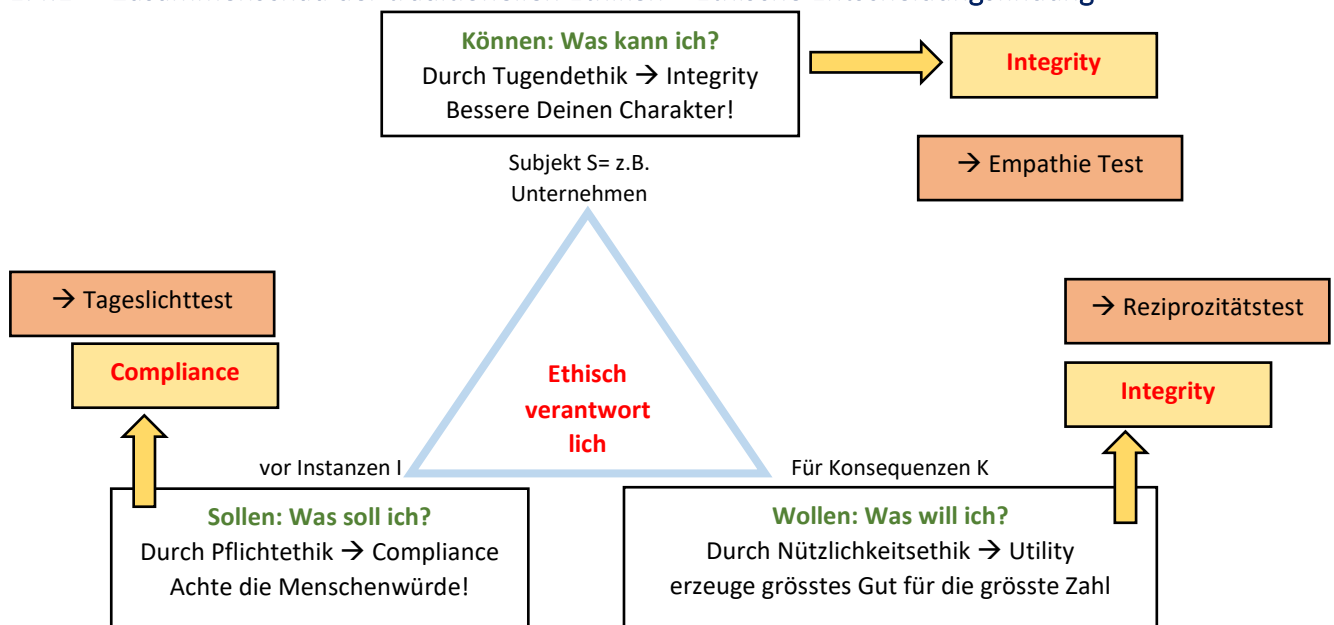 Können: Was kann ich?
Durch Tugendethik → Integrity
Bessere Deinen Charakter!
Integrity
→ Empathie Test
Subjekt S= z.B.
Unternehmen
→ Tageslichttest
Compliance
→ Reziprozitätstest
Integrity
Ethisch
verantwort
lich
vor Instanzen I
Für Konsequenzen K
Sollen: Was soll ich?
Durch Pflichtethik → Compliance
Achte die Menschenwürde!
Wollen: Was will ich?
Durch Nützlichkeitsethik → Utility
erzeuge grösstes Gut für die grösste Zahl